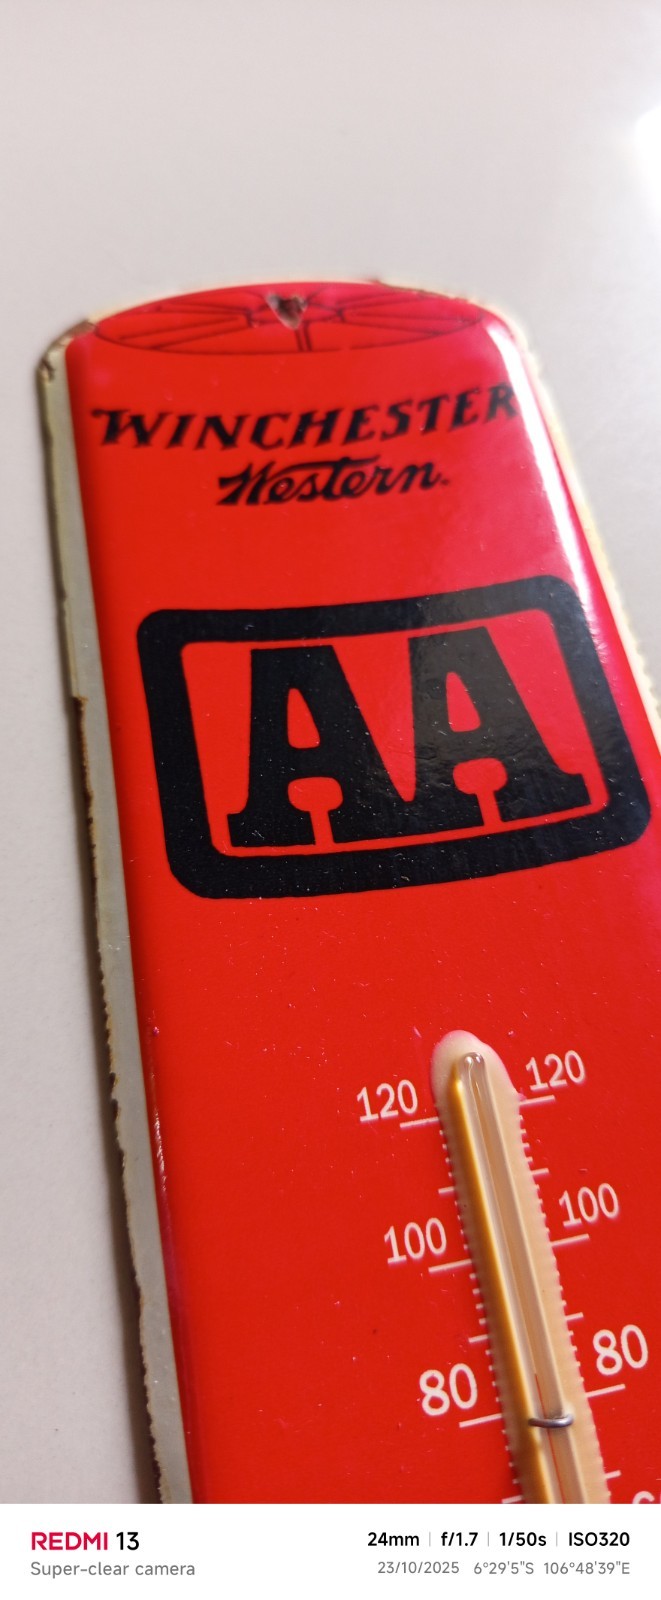 WINCHESTER
Western.
AA
120 120
100 100
80 80
REDMI 13
Super-clear camera
24mm | f/1.7 | 1/50s | ISO320
23/10/2025 6°29'5"S 106°48'39"E